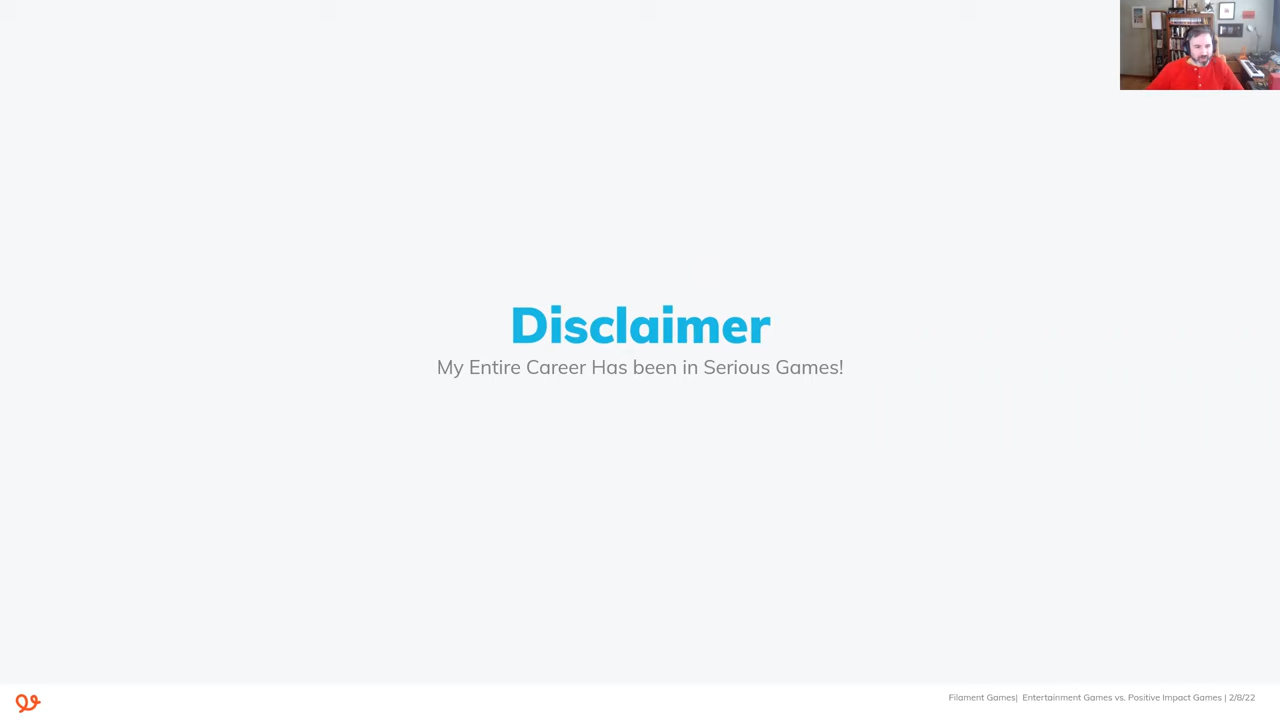 Disclaimer
My Entire Career Has been in Serious Games!
Filament Games| Entertainment Games vs. Positive Impact Games | 2/8/22